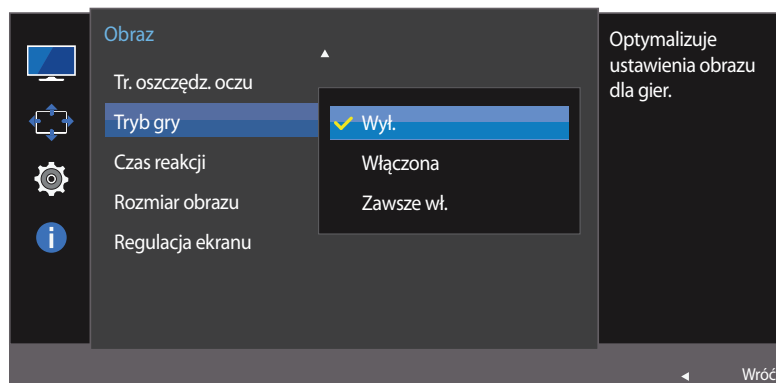 Obraz
Tr. oszczędz. oczu
Tryb gry
Czas reakcji
Rozmiar obrazu
Regulacja ekranu
Wył.
Włączona
Zawsze wł.
Optymalizuje
ustawienia obrazu
dla gier.
Wróć